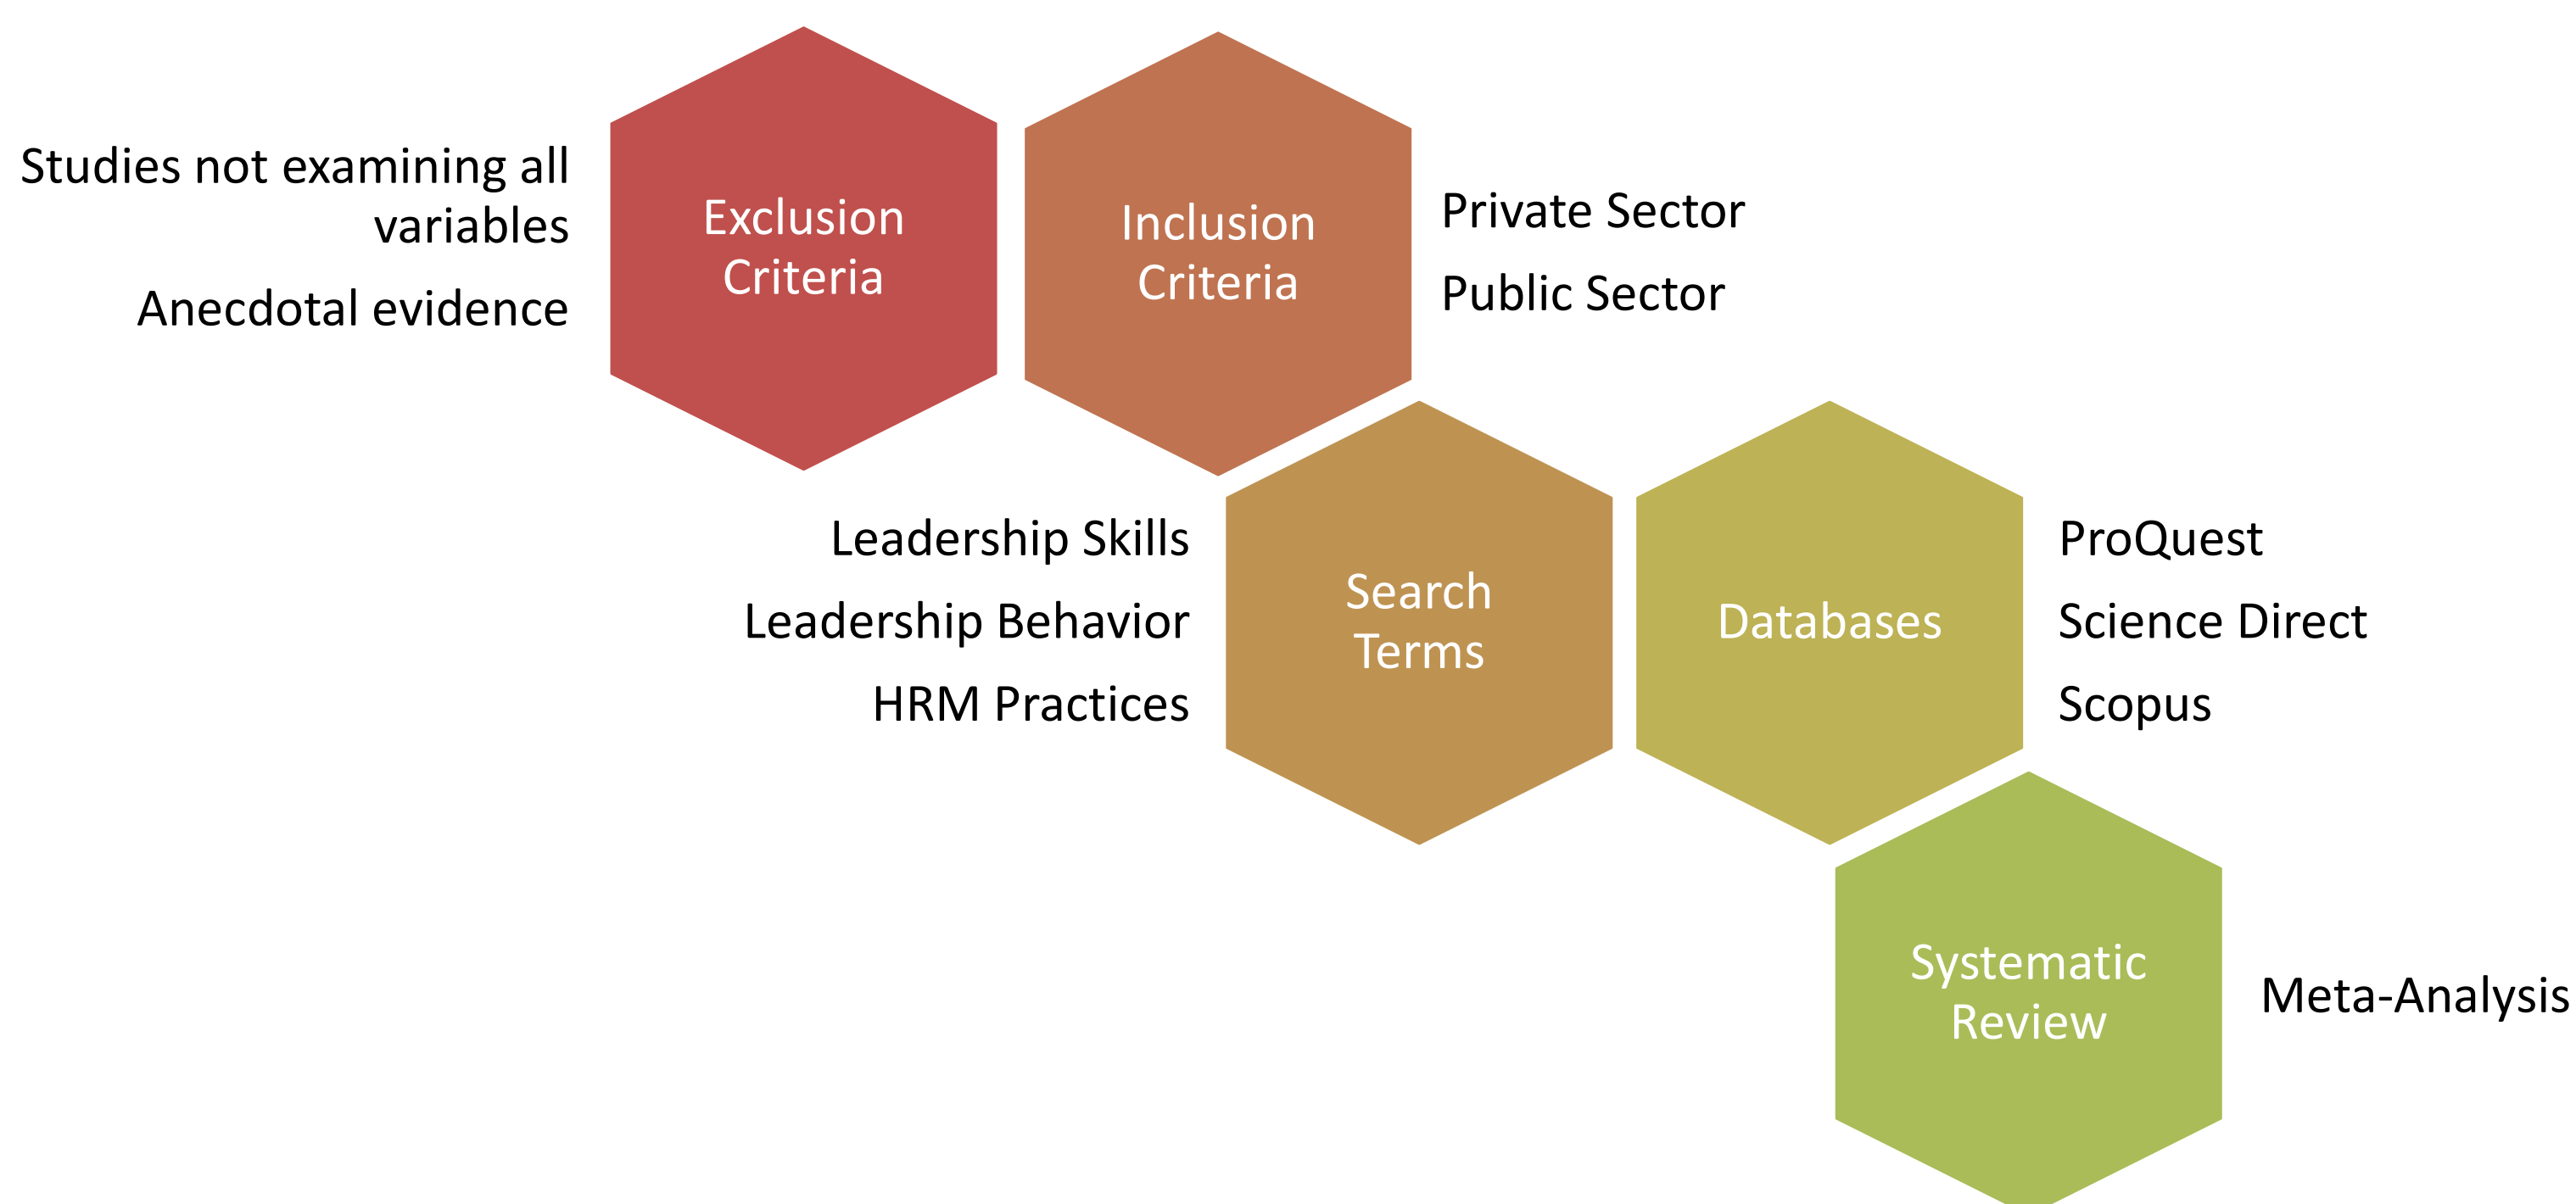 Studies not examining all
variables
Anecdotal evidence
Exclusion
Criteria
Inclusion
Criteria
Private Sector
Public Sector
Leadership Skills
Leadership Behavior
HRM Practices
Search
Terms
Databases
ProQuest
Science Direct
Scopus
Systematic
Review
Meta-Analysis